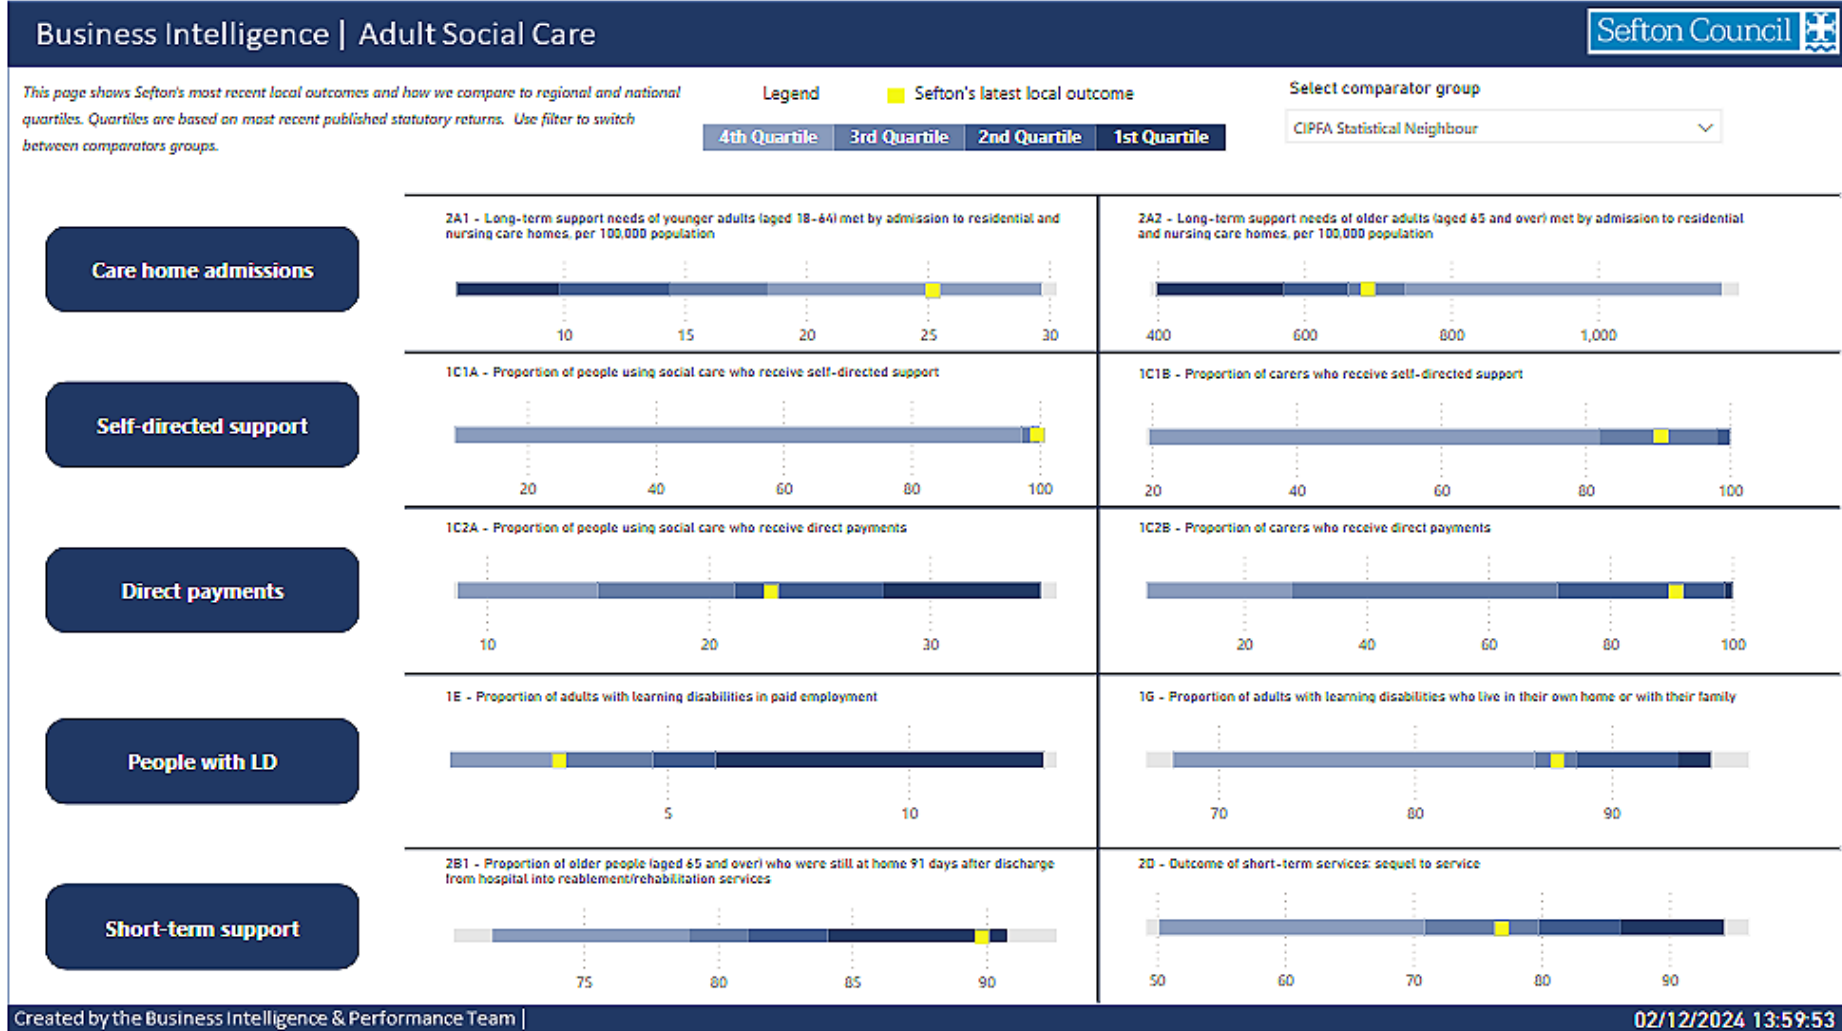 Business Intelligence | Adult Social Care
Sefton Council
This page shows Sefton's most recent local outcomes and how we compare to regional and national
quartiles. Quartiles are based on most recent published statutory returns. Use filter to switch
between comparators groups.
Legend
Sefton's latest local outcome
4th Quartile 3rd Quartile 2nd Quartile 1st Quartile
Select comparator group
CIPFA Statistical Neighbour
Care home admissions
2A1 - Long-term support needs of younger adults (aged 18-64) met by admission to residential and
nursing care homes, per 100,000 population
10 15 20 25 30
2A2 - Long-term support needs of older adults (aged 65 and over) met by admission to residential
and nursing care homes, per 100,000 population
400 600 800 1,000
Self-directed support
1C1A - Proportion of people using social care who receive self-directed support
20 40 60 80 100
1C1B - Proportion of carers who receive self-directed support
20 40 60 80 100
Direct payments
1C2A - Proportion of people using social care who receive direct payments
10 20 30
1C2B - Proportion of carers who receive direct payments
20 40 60 80 100
People with LD
1E - Proportion of adults with learning disabilities in paid employment
5 10
1G - Proportion of adults with learning disabilities who live in their own home or with their family
70 80 90
Short-term support
2B1 - Proportion of older people (aged 65 and over) who were still at home 91 days after discharge
from hospital into reablement/rehabilitation services
75 80 85 90
2D - Outcome of short-term services: sequel to service
50 60 70 80 90
Created by the Business Intelligence & Performance Team |
02/12/2024 13:59:53